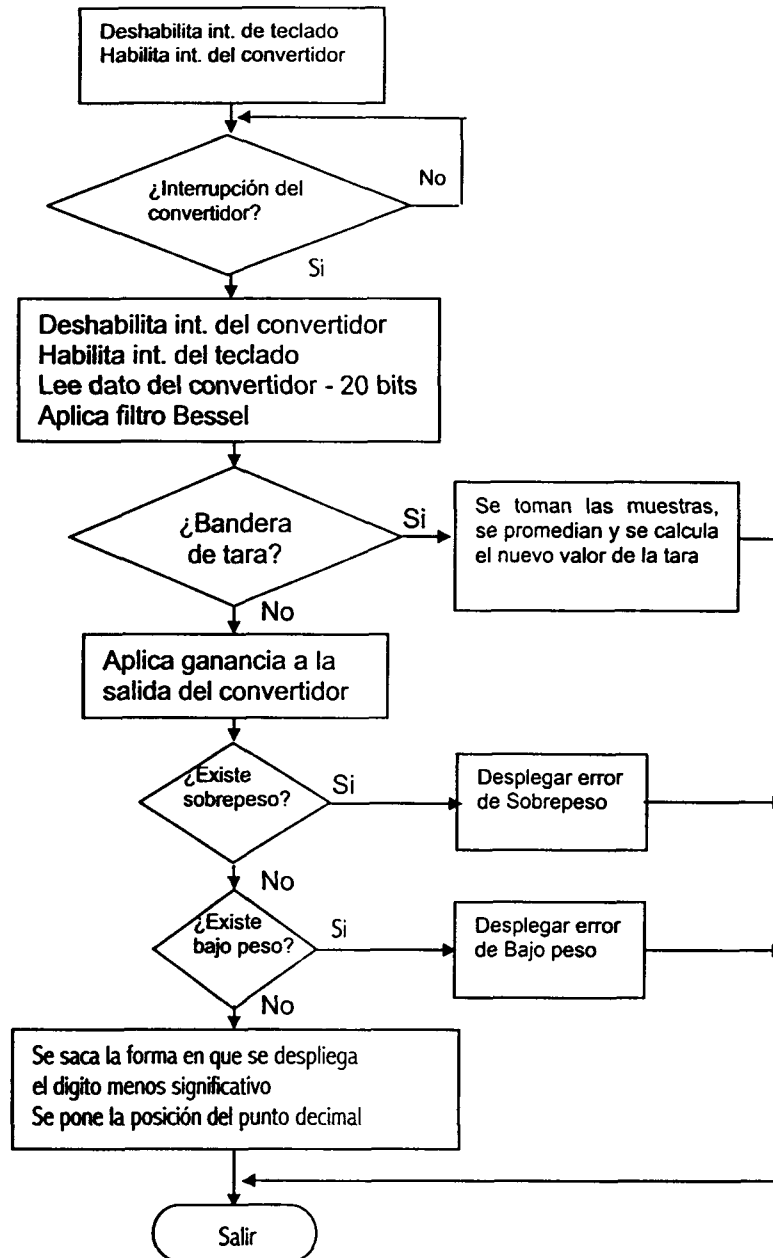 Deshabilita int. de teclado
Habilita int. del convertidor
¿Interrupción del
convertidor?
No
Si
Deshabilita int. del convertidor
Habilita int. del teclado
Lee dato del convertidor - 20 bits
Aplica filtro Bessel
¿Bandera
de tara?
Si
Se toman las muestras,
se promedian y se calcula
el nuevo valor de la tara
No
Aplica ganancia a la
salida del convertidor
¿Existe
sobrepeso?
Si
Desplegar error
de Sobrepeso
No
¿Existe
bajo peso?
Si
Desplegar error
de Bajo peso
No
Se saca la forma en que se despliega
el digito menos significativo
Se pone la posición del punto decimal
Salir